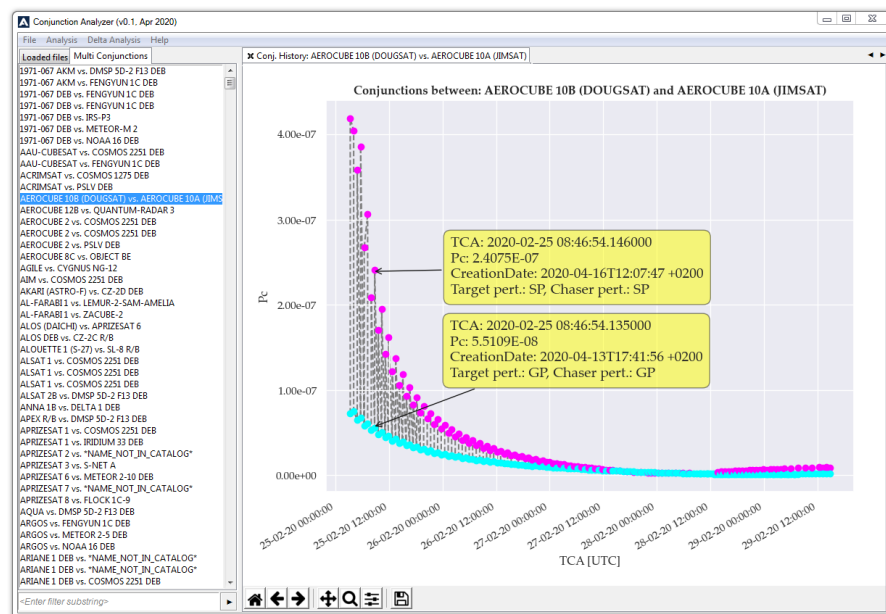 Conjunction Analyzer (v0.1, Apr 2020)
File Analysis Delta Analysis Help
Loaded files Multi Conjunctions
1971-067 AKM vs. DMSP 5D-2 F13 DEB
1971-067 AKM vs. FENGYUN 1C DEB
1971-067 DEB vs. FENGYUN 1C DEB
1971-067 DEB vs. FENGYUN 1C DEB
1971-067 DEB vs. IRS-P3
1971-067 DEB vs. METEOR-M 2
1971-067 DEB vs. NOAA 16 DEB
AAU-CUBESAT vs. COSMOS 2251 DEB
AAU-CUBESAT vs. FENGYUN 1C DEB
ACRIMSAT vs. COSMOS 1275 DEB
ACRIMSAT vs. PSLV DEB
AEROCUBE 10B (DOUGSAT) vs. AEROCUBE 10A (JIMS
AEROCUBE 12B vs. QUANTUM-RADAR 3
AEROCUBE 2 vs. COSMOS 2251 DEB
AEROCUBE 2 vs. COSMOS 2251 DEB
AEROCUBE 2 vs. PSLV DEB
AEROCUBE 8C vs. OBJECT BE
AGILE vs. CYGNUS NG-12
AIM vs. COSMOS 2251 DEB
AKARI (ASTRO-F) vs. CZ-2D DEB
AL-FARABI 1 vs. LEMUR-2-SAM-AMELIA
AL-FARABI 1 vs. ZACUBE-2
ALOS (DAICHI) vs. APRIZESAT 6
ALOS DEB vs. CZ-2C R/B
ALOUETTE 1 (S-27) vs. SL-8 R/B
ALSAT 1 vs. COSMOS 2251 DEB
ALSAT 1 vs. COSMOS 2251 DEB
ALSAT 1 vs. COSMOS 2251 DEB
ALSAT 2B vs. DMSP 5D-2 F13 DEB
ANNA 1B vs. DELTA 1 DEB
APEX R/B vs. DMSP 5D-2 F13 DEB
APRIZESAT 1 vs. COSMOS 2251 DEB
APRIZESAT 1 vs. IRIDIUM 33 DEB
APRIZESAT 2 vs. *NAME_NOT_IN_CATALOG*
APRIZESAT 3 vs. S-NET A
APRIZESAT 6 vs. METEOR 2-10 DEB
APRIZESAT 7 vs. *NAME_NOT_IN_CATALOG*
APRIZESAT 8 vs. FLOCK 1C-9
AQUA vs. DMSP 5D-2 F13 DEB
ARGOS vs. FENGYUN 1C DEB
ARGOS vs. METEOR 2-5 DEB
ARGOS vs. NOAA 16 DEB
ARIANE 1 DEB vs. *NAME_NOT_IN_CATALOG*
ARIANE 1 DEB vs. *NAME_NOT_IN_CATALOG*
ARIANE 1 DEB vs. COSMOS 2251 DEB
<Enter filter substring>
Conj. History: AEROCUBE 10B (DOUGSAT) vs. AEROCUBE 10A (JIMSAT)
Conjunctions between: AEROCUBE 10B (DOUGSAT) and AEROCUBE 10A (JIMSAT)
4.00e-07
3.00e-07
2.00e-07
1.00e-07
0.00e+00
Pc
TCA: 2020-02-25 08:46:54.146000
Pc: 2.4075E-07
CreationDate: 2020-04-16T12:07:47 +0200
Target pert.: SP, Chaser pert.: SP
TCA: 2020-02-25 08:46:54.135000
Pc: 5.5109E-08
CreationDate: 2020-04-13T17:41:56 +0200
Target pert.: GP, Chaser pert.: GP
25-02-20 00:00:00
25-02-20 12:00:00
26-02-20 00:00:00
26-02-20 12:00:00
27-02-20 00:00:00
27-02-20 12:00:00
28-02-20 00:00:00
28-02-20 12:00:00
29-02-20 00:00:00
29-02-20 12:00:00
TCA [UTC]